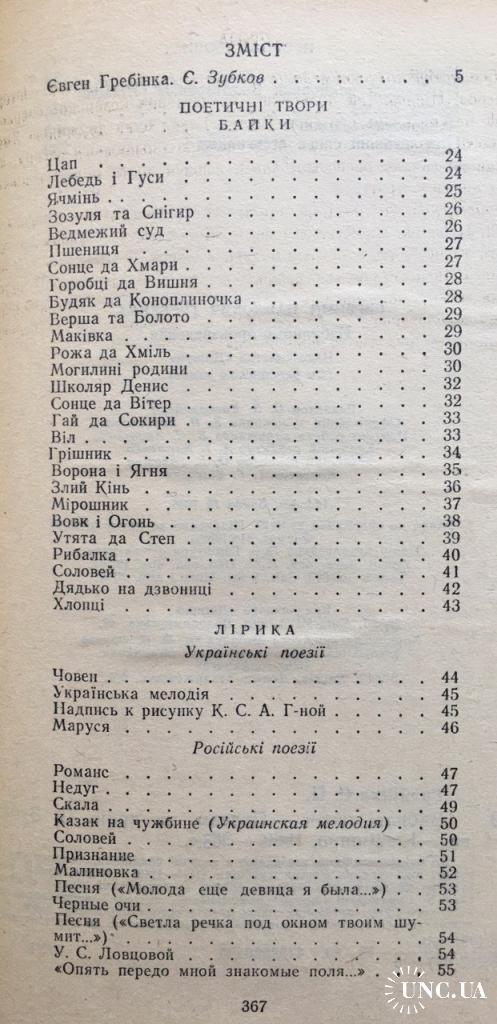 ЗМІСТ
Євген Гребінка. Є. Зубков . . . . . . . . . 5
ПОЕТИЧНІ ТВОРИ
БАЙКИ
Цап . . . . . . . . . . . . . . . 24
Лебедь і Гуси . . . . . . . . . . . . 24
Ячмінь . . . . . . . . . . . . . . 25
Зозуля та Снігир . . . . . . . . . . . 26
Ведмежий суд . . . . . . . . . . . . 26
Пшениця . . . . . . . . . . . . . 27
Сонце да Хмари . . . . . . . . . . . 27
Горобці да Вишня . . . . . . . . . . 28
Будяк да Коноплиночка . . . . . . . . . 28
Верша та Болото . . . . . . . . . . . 29
Маківка . . . . . . . . . . . . . . 29
Рожа да Хміль . . . . . . . . . . . . 30
Могилині родини . . . . . . . . . . . 30
Школяр Денис . . . . . . . . . . . . 32
Сонце да Вітер . . . . . . . . . . . 32
Гай да Сокири . . . . . . . . . . . . 33
Віл . . . . . . . . . . . . . . . 33
Грішник . . . . . . . . . . . . . . 34
Ворона і Ягня . . . . . . . . . . . . 35
Злий Кінь . . . . . . . . . . . . . 36
Мірошник . . . . . . . . . . . . . 37
Вовк і Огонь . . . . . . . . . . . . 38
Утята да Степ . . . . . . . . . . . . 39
Рибалка . . . . . . . . . . . . . . 40
Соловей . . . . . . . . . . . . . . 41
Дядько на дзвониці . . . . . . . . . . 42
Хлопці . . . . . . . . . . . . . . 43
ЛІРИКА
Українські поезії
Човен . . . . . . . . . . . . . . 44
Українська мелодія . . . . . . . . . . 45
Надпись к рисунку К. С. А. Г-ной . . . . . 45
Маруся . . . . . . . . . . . . . . 46
Російські поезії
Романс . . . . . . . . . . . . . . 47
Недуг . . . . . . . . . . . . . . 47
Скала . . . . . . . . . . . . . . 49
Казак на чужбине (Украинская мелодия) . . 50
Соловей . . . . . . . . . . . . . . 50
Признание . . . . . . . . . . . . . 51
Малиновка . . . . . . . . . . . . . 52
Песня («Молода еще девица я была...») . . 53
Черные очи . . . . . . . . . . . . . 53
Песня («Светла речка под окном твоим шу-
мит...») . . . . . . . . . . . . . 54
У. С. Ловцовой . . . . . . . . . . . 54
«Опять передо мной знакомые поля...» . . . 55
367
UNC.UA